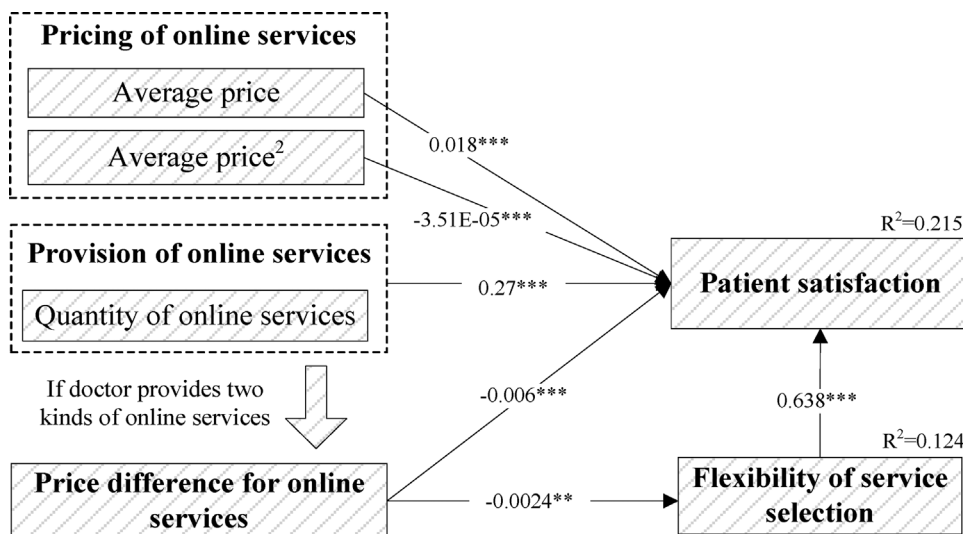 Pricing of online services
Average price
Average price²
0.018***
-3.51E-05***
Provision of online services
Quantity of online services
0.27***
R²=0.215
Patient satisfaction
If doctor provides two
kinds of online services
-0.006***
0.638***
R²=0.124
Price difference for online
services
-0.0024**
Flexibility of service
selection